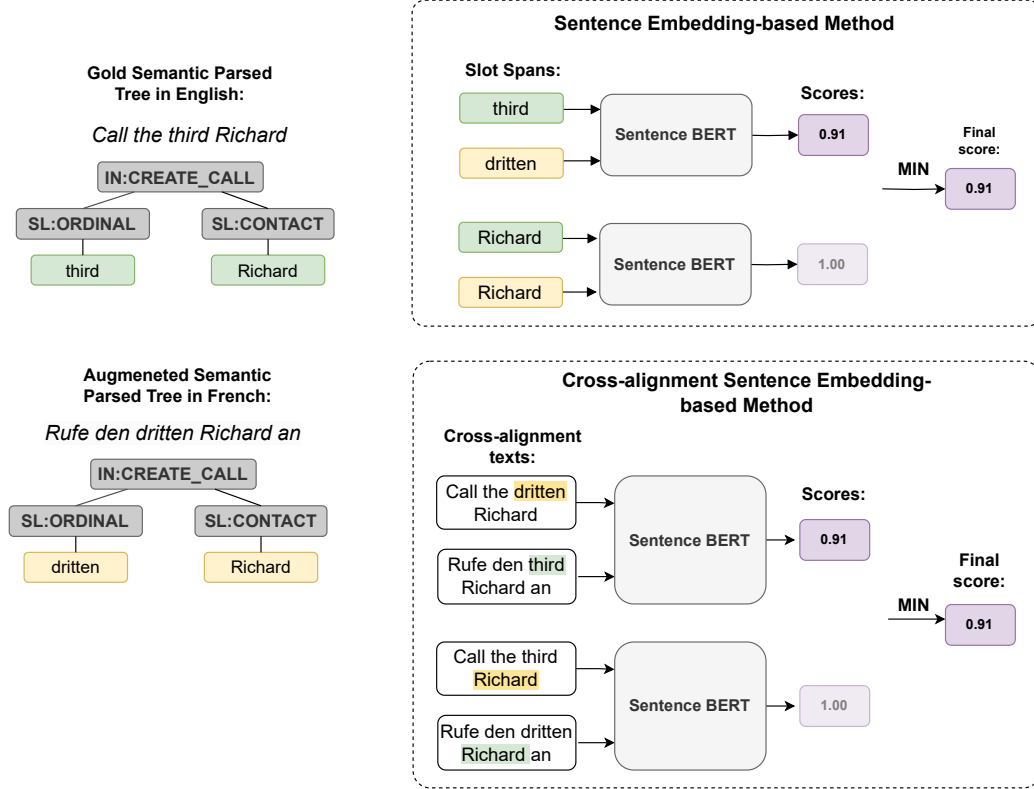 Gold Semantic Parsed
Tree in English:
Call the third Richard
IN:CREATE_CALL
SL:ORDINAL
SL:CONTACT
third
Richard
Sentence Embedding-based Method
Slot Spans:
third
dritten
Sentence BERT
Scores:
0.91
Richard
Richard
Sentence BERT
1.00
MIN
Final
score:
0.91
Augmeneted Semantic
Parsed Tree in French:
Rufe den dritten Richard an
IN:CREATE_CALL
SL:ORDINAL
SL:CONTACT
dritten
Richard
Cross-alignment Sentence Embedding-
based Method
Cross-alignment
texts:
Call the dritten
Richard
Rufe den third
Richard an
Sentence BERT
Scores:
0.91
Call the third
Richard
Rufe den dritten
Richard an
Sentence BERT
1.00
MIN
Final
score:
0.91